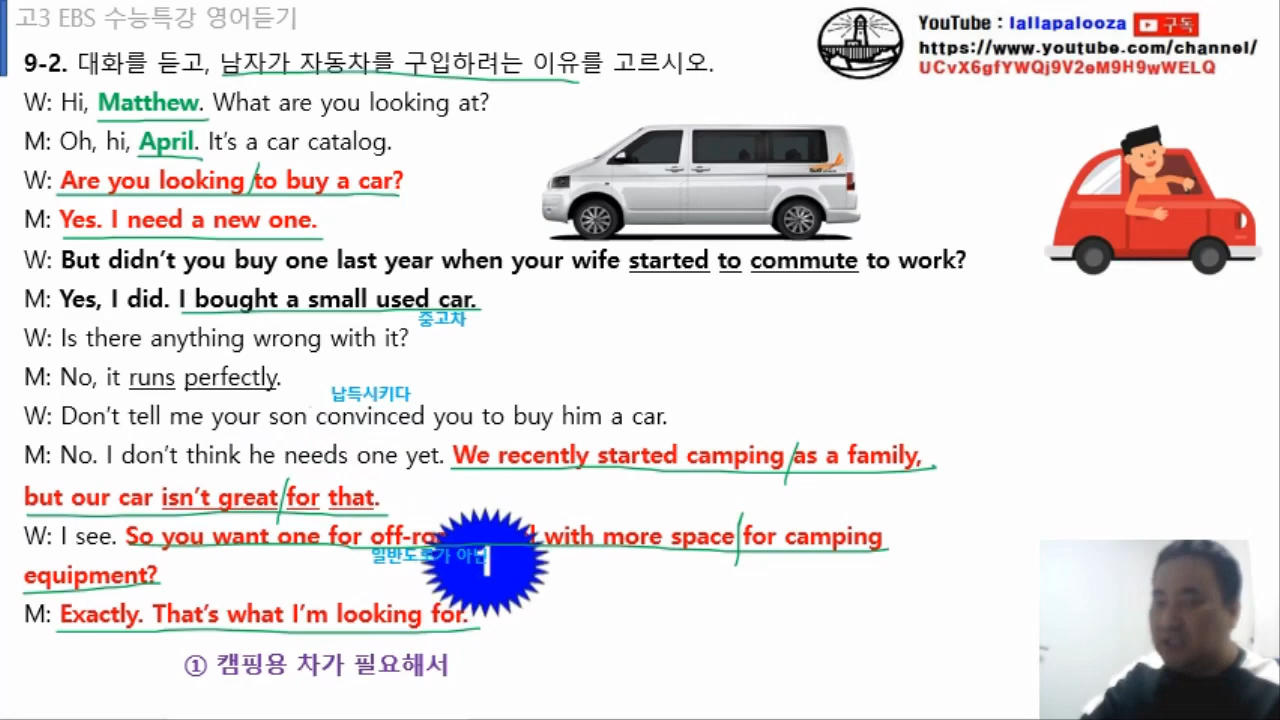 고3 EBS 수능특강 영어듣기
YouTube : lallapalooza 구독
https://www.youtube.com/channel/
UCvX6gfYWQj9V2eM9H9wWELQ
9-2. 대화를 듣고, 남자가 자동차를 구입하려는 이유를 고르시오.
W: Hi, Matthew. What are you looking at?
M: Oh, hi, April. It's a car catalog.
W: Are you looking to buy a car?
M: Yes. I need a new one.
W: But didn't you buy one last year when your wife started to commute to work?
M: Yes, I did. I bought a small used car.
중고차
W: Is there anything wrong with it?
M: No, it runs perfectly.
납득시키다
W: Don't tell me your son convinced you to buy him a car.
M: No. I don't think he needs one yet. We recently started camping as a family,
but our car isn't great for that.
W: I see. So you want one for with more space for camping
일반도로가 아닌
equipment?
M: Exactly. That's what I'm looking for.
① 캠핑용 차가 필요해서
1